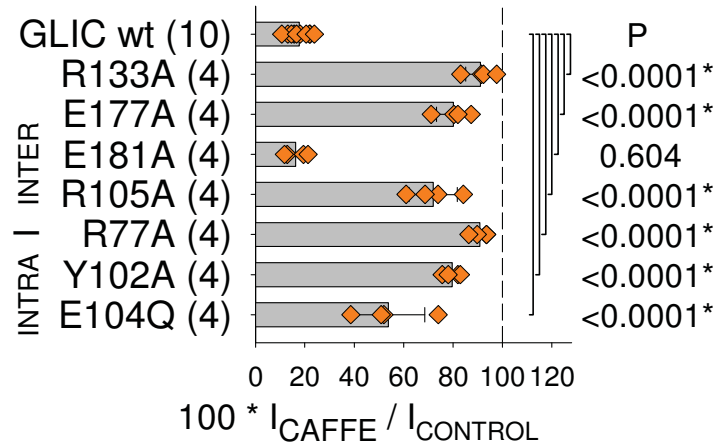 GLIC wt (10) P
R133A (4) <0.0001*
E177A (4) <0.0001*
E181A (4) 0.604
R105A (4) <0.0001*
R77A (4) <0.0001*
Y102A (4) <0.0001*
E104Q (4) <0.0001*
INTRA I INTER
0 20 40 60 80 100 120
100 * I_CAFFE / I_CONTROL